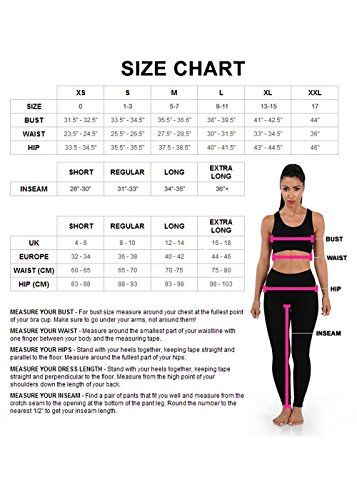 SIZE CHART
XS S M L XL XXL
SIZE 0 1-3 5-7 9-11 13-15 17
BUST 31.5" - 32.5" 33.5" - 34.5" 35.5" - 36.6" 38" - 39.5" 41" - 42.5" 44"
WAIST 23.5" - 24.5" 25.5" - 26.5" 27.5" - 28.5" 30" - 31.5" 33" - 34.5" 36"
HIP 33.5" - 34.5" 35.5" - 35.5" 37.5" - 38.5" 40" - 41.5" 43" - 44.5" 46"
SHORT REGULAR LONG EXTRA LONG
INSEAM 26"-30" 31"-33" 34"-35" 36"+
SHORT REGULAR LONG EXTRA LONG
UK 4 - 6 8 - 10 12 - 14 16 - 18
EUROPE 32 - 34 36 - 38 40 - 42 44 - 46
WAIST (CM) 60 - 65 65 - 70 70 - 75 75 - 80
HIP (CM) 83 - 88 88 - 93 93 - 98 98 - 103
BUST
WAIST
HIP
INSEAM
MEASURE YOUR BUST - For bust size measure around your chest at the fullest point
of your bra cup. Make sure to go under your arms, not around them!
MEASURE YOUR WAIST - Measure around the smallest part of your waistline with
one finger between your body and the measuring tape.
MEASURE YOUR HIPS - Stand with your heels together, keeping tape straight and
parallel to the floor. Measure around the fullest part of your hips.
MEASURE YOUR DRESS LENGTH - Stand with your heels together, keeping tape
straight and perpendicular to the floor. Measure from the high point of your
shoulders down the length of your back.
MEASURE YOUR INSEAM - Find a pair of pants that fit you well and measure from the
crotch seam to the opening at the bottom of the pant leg. Round the number to the
nearest 1/2" to get your inseam length.